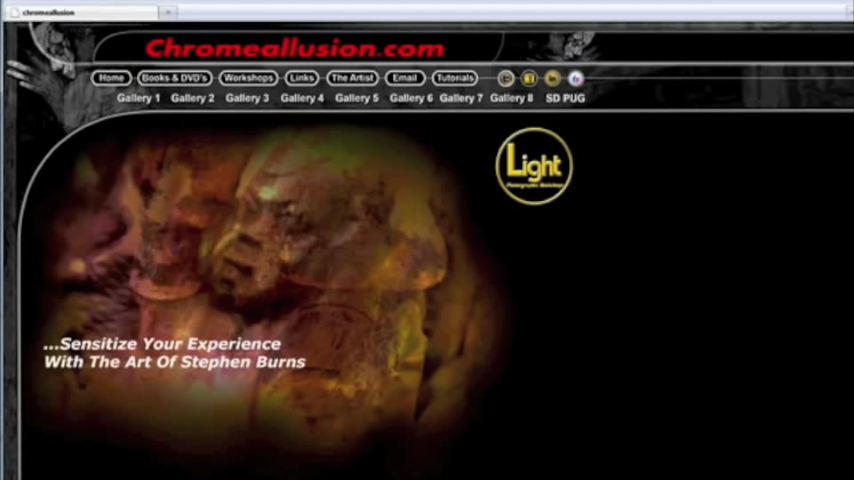 chromeallusion
Chromeallusion.com
Home Books & DVD's Workshops Links The Artist Email Tutorials
Gallery 1 Gallery 2 Gallery 3 Gallery 4 Gallery 5 Gallery 6 Gallery 7 Gallery 8 SD PUG
Light
Photographic Workshops
...Sensitize Your Experience
With The Art Of Stephen Burns